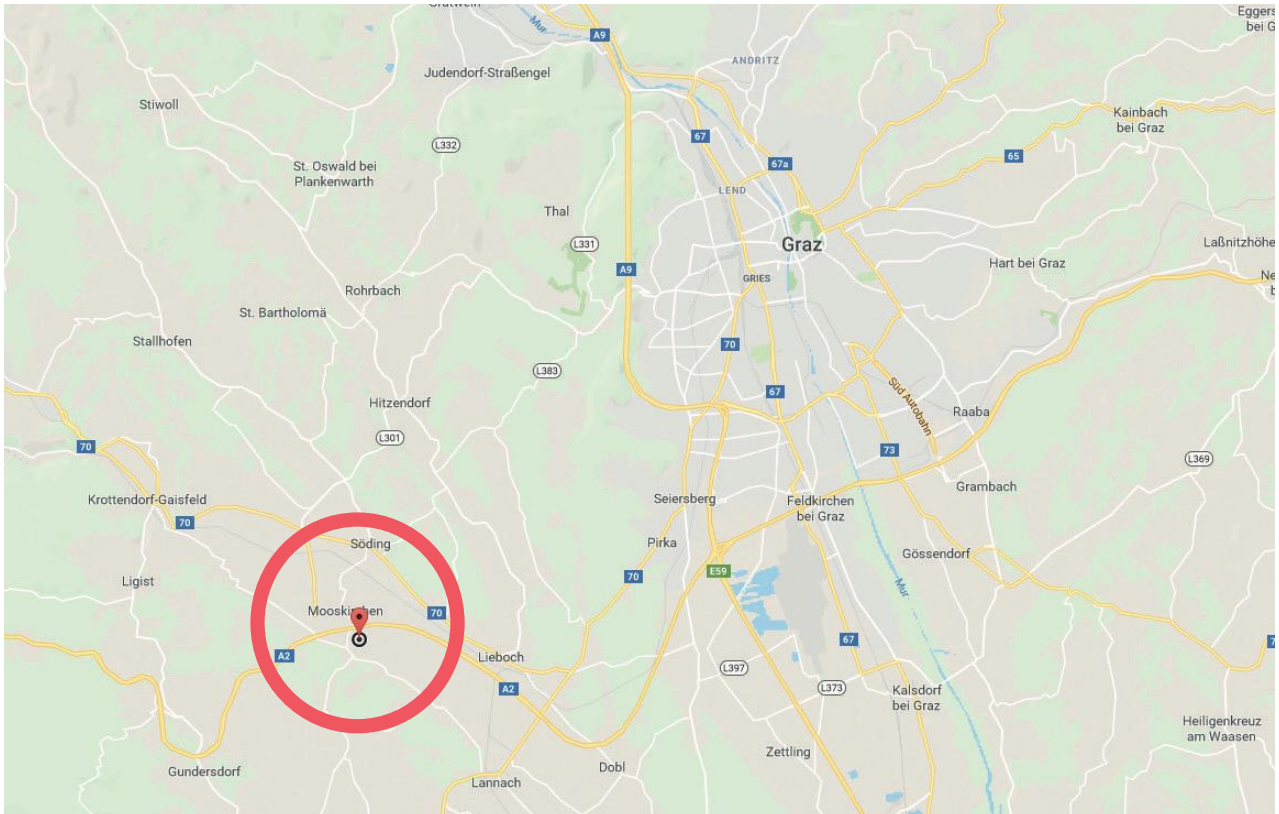 Mur
A9
Eggers
bei G
ANDRITZ
Judendorf-Straßengel
Stiwoll
Kainbach
bei Graz
67
L332
65
67a
St. Oswald bei
Plankenwarth
LEND
Thal
L331
Graz
Laßnitzhöhe
A9
Hart bei Graz
GRIES
Ne
b
Rohrbach
St. Bartholomä
Stallhofen
70
L383
67
Süd Autobahn
Hitzendorf
Raaba
L301
70
73
L369
Krottendorf-Gaisfeld
Seiersberg
Feldkirchen
bei Graz
Grambach
70
Söding
Pirka
Gössendorf
E59
Ligist
70
Mur
Mooskirchen
70
67
A2
Lieboch
L397
A2
L373
Kalsdorf
bei Graz
Heiligenkreuz
am Waasen
Zettling
Gundersdorf
Dobl
Lannach